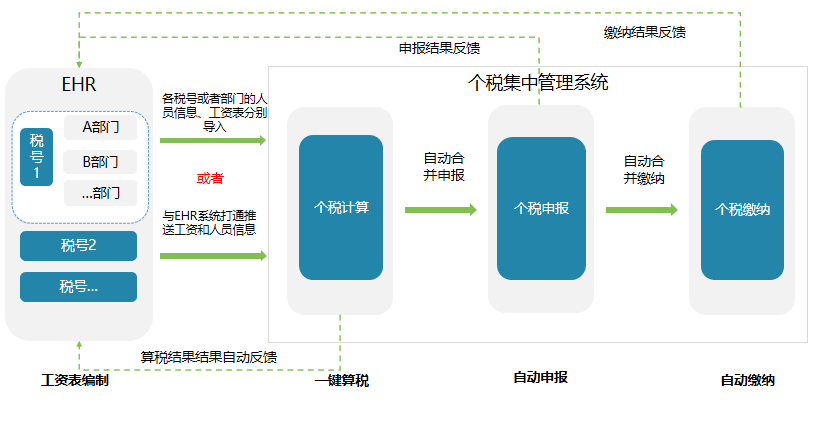 缴纳结果反馈
申报结果反馈
EHR
个税集中管理系统
税
号
1
A部门
B部门
...部门
税号2
税号...
各税号或者部门的人
员信息、工资表分别
导入
或者
与EHR系统打通推
送工资和人员信息
个税计算
自动合
并申报
个税申报
自动合
并缴纳
个税缴纳
算税结果结果自动反馈
工资表编制
一键算税
自动申报
自动缴纳